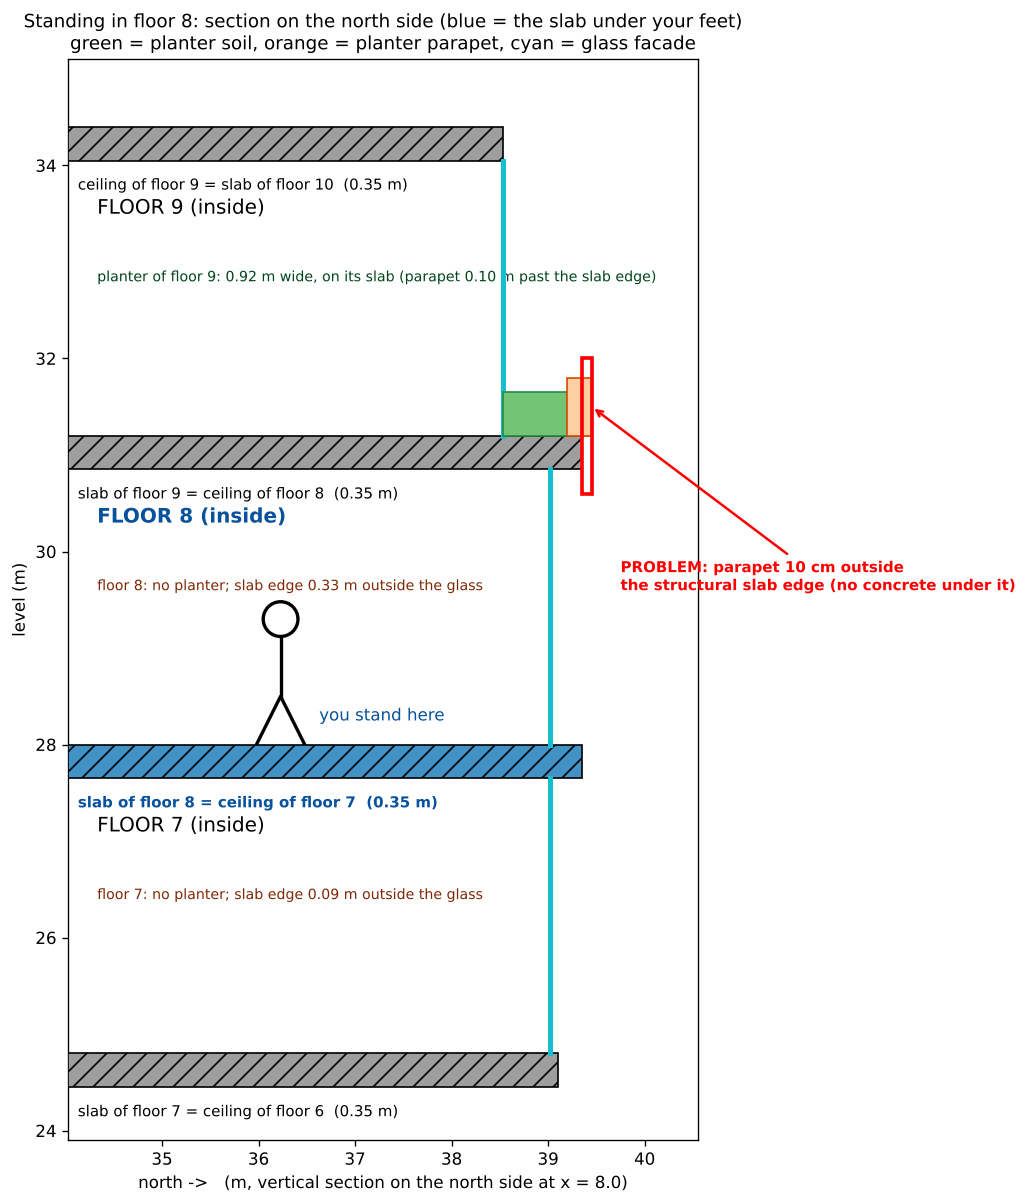 Standing in floor 8: section on the north side (blue = the slab under your feet)
green = planter soil, orange = planter parapet, cyan = glass facade
34
ceiling of floor 9 = slab of floor 10  (0.35 m)
FLOOR 9 (inside)
planter of floor 9: 0.92 m wide, on its slab (parapet 0.10 m past the slab edge)
32
slab of floor 9 = ceiling of floor 8  (0.35 m)
FLOOR 8 (inside)
30
PROBLEM: parapet 10 cm outside
the structural slab edge (no concrete under it)
floor 8: no planter; slab edge 0.33 m outside the glass
level (m)
you stand here
28
slab of floor 8 = ceiling of floor 7  (0.35 m)
FLOOR 7 (inside)
floor 7: no planter; slab edge 0.09 m outside the glass
26
slab of floor 7 = ceiling of floor 6  (0.35 m)
24
35 36 37 38 39 40
north ->   (m, vertical section on the north side at x = 8.0)